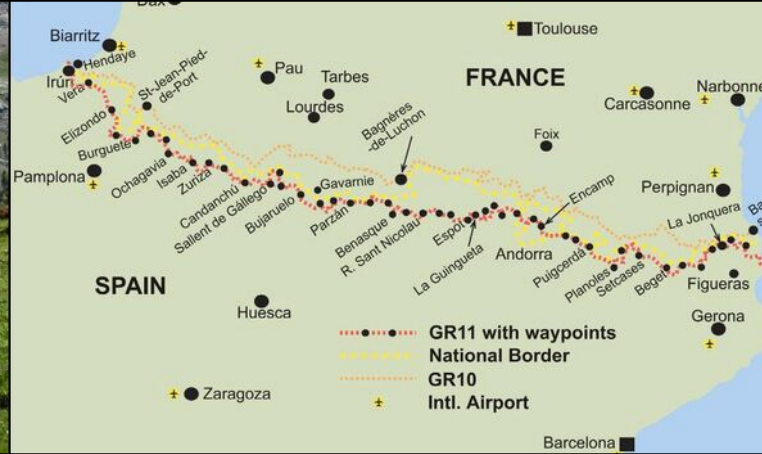 Dax
Biarritz
Hendaye
Irún
Vera
St-Jean-Pied-
de-Port
Pau
Tarbes
Lourdes
Toulouse
FRANCE
Carcasonne
Narbonne
Elizondo
Burguete
Pamplona
Ochagavia
Isaba
Zuriza
Candanchú
Sallent de Gállego
Bujaruelo
Gavarnie
Parzán
Bagnères
-de-Luchon
Foix
Perpignan
Benasque
R. Sant Nicolau
Espot
La Guingueta
Encamp
Andorra
Puigcerdá
Planoles
Setcases
Beget
La Jonquera
Ba
Figueras
Gerona
SPAIN
Huesca
Zaragoza
GR11 with waypoints
National Border
GR10
Intl. Airport
Barcelona